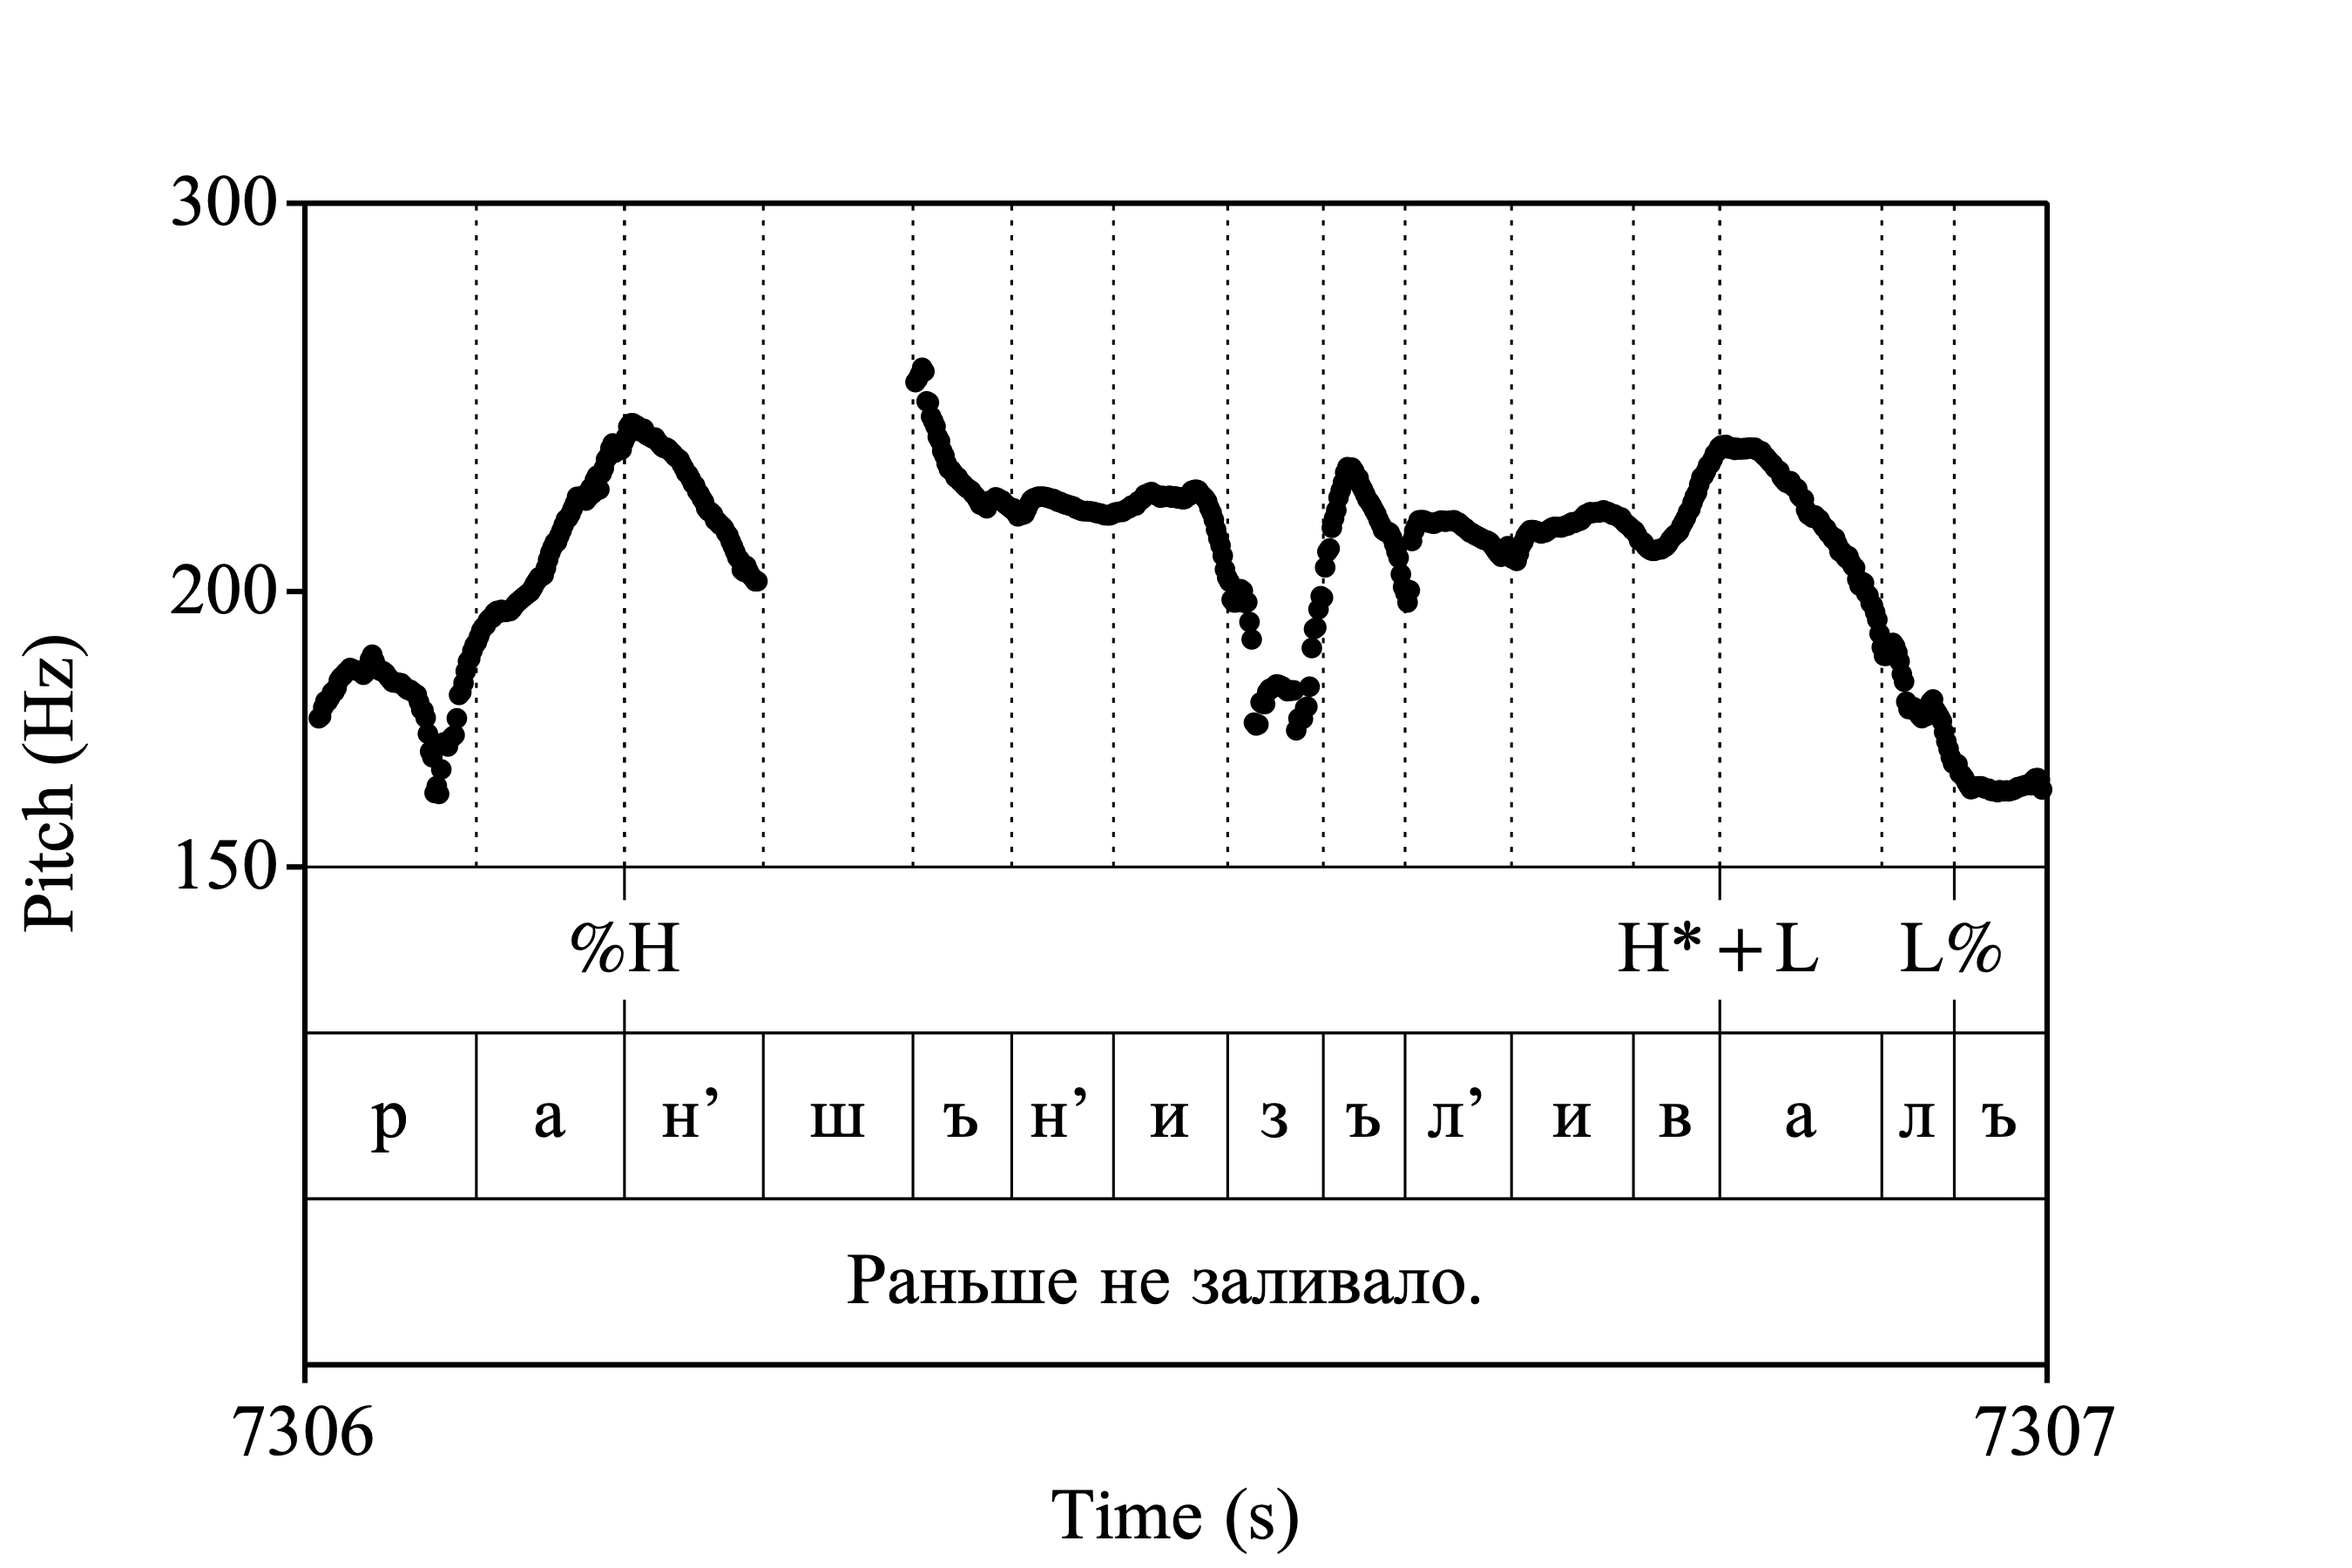 300
200
150
Pitch (Hz)
%H H*+L L%
р а н’ ш ъ н’ и з ъ л’ и в а л ъ
Раньше не заливало.
7306 7307
Time (s)